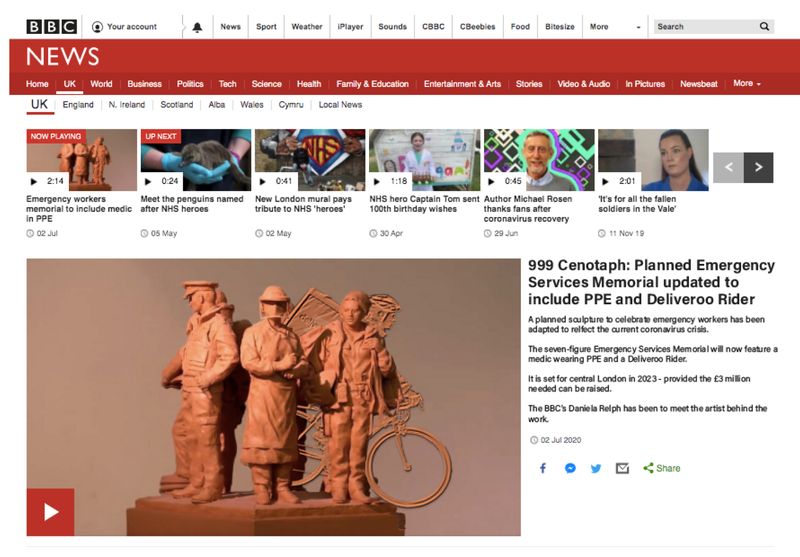 BBC Your account News Sport Weather iPlayer Sounds CBBC CBeebies Food Bitesize More Search
NEWS
Home UK World Business Politics Tech Science Health Family & Education Entertainment & Arts Stories Video & Audio In Pictures Newsbeat More
UK England N. Ireland Scotland Alba Wales Cymru Local News
NOW PLAYING
2:14
Emergency workers
memorial to include medic
in PPE
02 Jul
UP NEXT
0:24
Meet the penguins named
after NHS heroes
05 May
NHS
0:41
New London mural pays
tribute to NHS 'heroes'
02 May
1:18
NHS hero Captain Tom sent
100th birthday wishes
30 Apr
0:45
Author Michael Rosen
thanks fans after
coronavirus recovery
29 Jun
2:01
'It's for all the fallen
soldiers in the Vale'
11 Nov 19
< >
999 Cenotaph: Planned Emergency
Services Memorial updated to
include PPE and Deliveroo Rider
A planned sculpture to celebrate emergency workers has been
adapted to relfect the current coronavirus crisis.
The seven-figure Emergency Services Memorial will now feature a
medic wearing PPE and a Deliveroo Rider.
It is set for central London in 2023 - provided the £3 million
needed can be raised.
The BBC's Daniela Relph has been to meet the artist behind the
work.
02 Jul 2020
Share